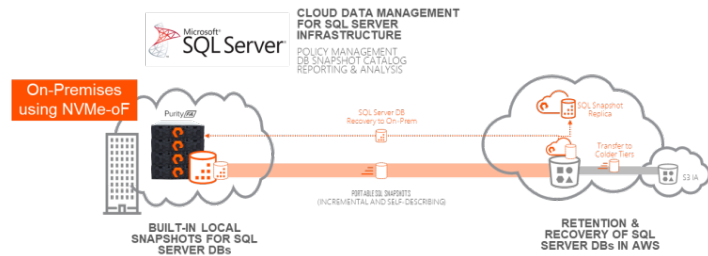 Microsoft®
SQL Server®
CLOUD DATA MANAGEMENT
FOR SQL SERVER
INFRASTRUCTURE
POLICY MANAGEMENT
DB SNAPSHOT CATALOG
REPORTING & ANALYSIS
On-Premises
using NVMe-oF
Purity//FA
SQL Server DB
Recovery to On-Prem
SQL Snapshot
Replica
Transfer to
Colder Tiers
S3 IA
PORTABLE SQL SNAPSHOTS
(INCREMENTAL AND SELF-DESCRIBING)
BUILT-IN LOCAL
SNAPSHOTS FOR SQL
SERVER DBs
RETENTION &
RECOVERY OF SQL
SERVER DBs IN AWS